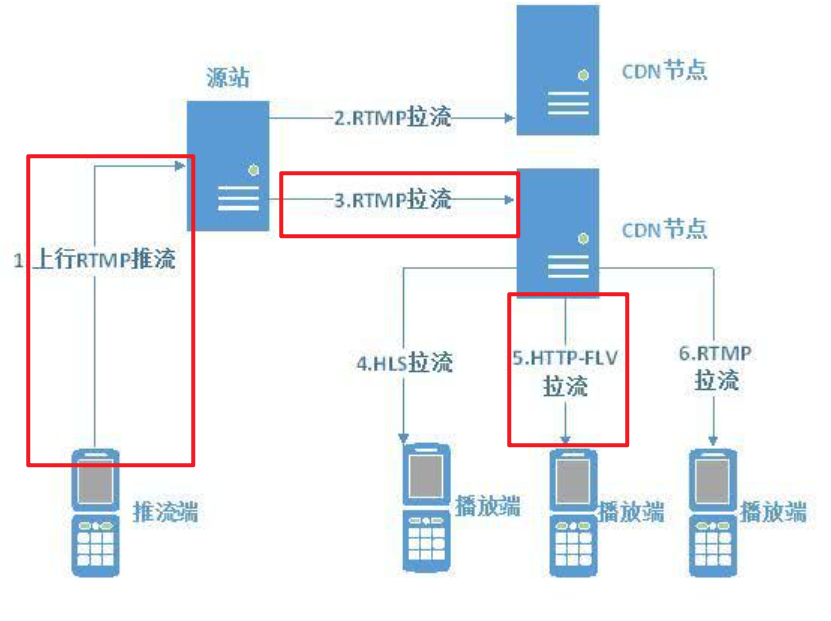 源站
CDN节点
2.RTMP拉流
3.RTMP拉流
CDN节点
1.上行RTMP推流
4.HLS拉流
5.HTTP-FLV
拉流
6.RTMP
拉流
推流端
播放端
播放端
播放端